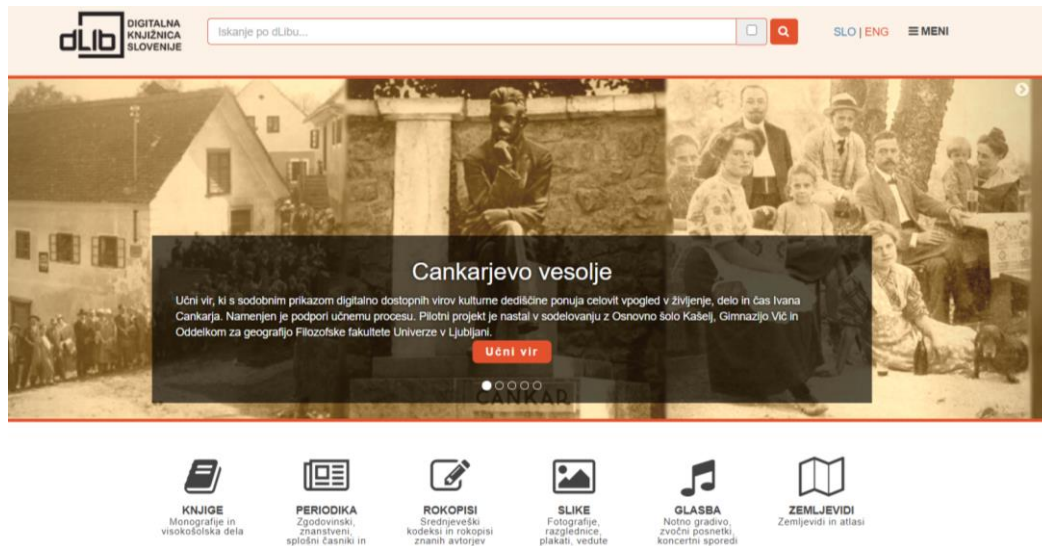 dLib
DIGITALNA
KNJIŽNICA
SLOVENIJE
Iskanje po dLibu...
SLO | ENG
MENI
Cankarjevo vesolje
Učni vir, ki s sodobnim prikazom digitalno dostopnih virov kulturne dediščine ponuja celovit vpogled v življenje, delo in čas Ivana
Cankarja. Namenjen je podpori učnemu procesu. Pilotni projekt je nastal v sodelovanju z Osnovno šolo Kašelj, Gimnazijo Vič in
Oddelkom za geografijo Filozofske fakultete Univerze v Ljubljani.
Učni vir
CANKAR
KNJIGE
Monografije in
visokošolska dela
PERIODIKA
Zgodovinski,
znanstveni,
splošni časniki in
ROKOPISI
Srednjeveški
kodeksi in rokopisi
znanih avtorjev
SLIKE
Fotografije,
razglednice,
plakati, vedute
GLASBA
Notno gradivo,
zvočni posnetki,
koncertni sporedi
ZEMLJEVIDI
Zemljevidi in atlasi